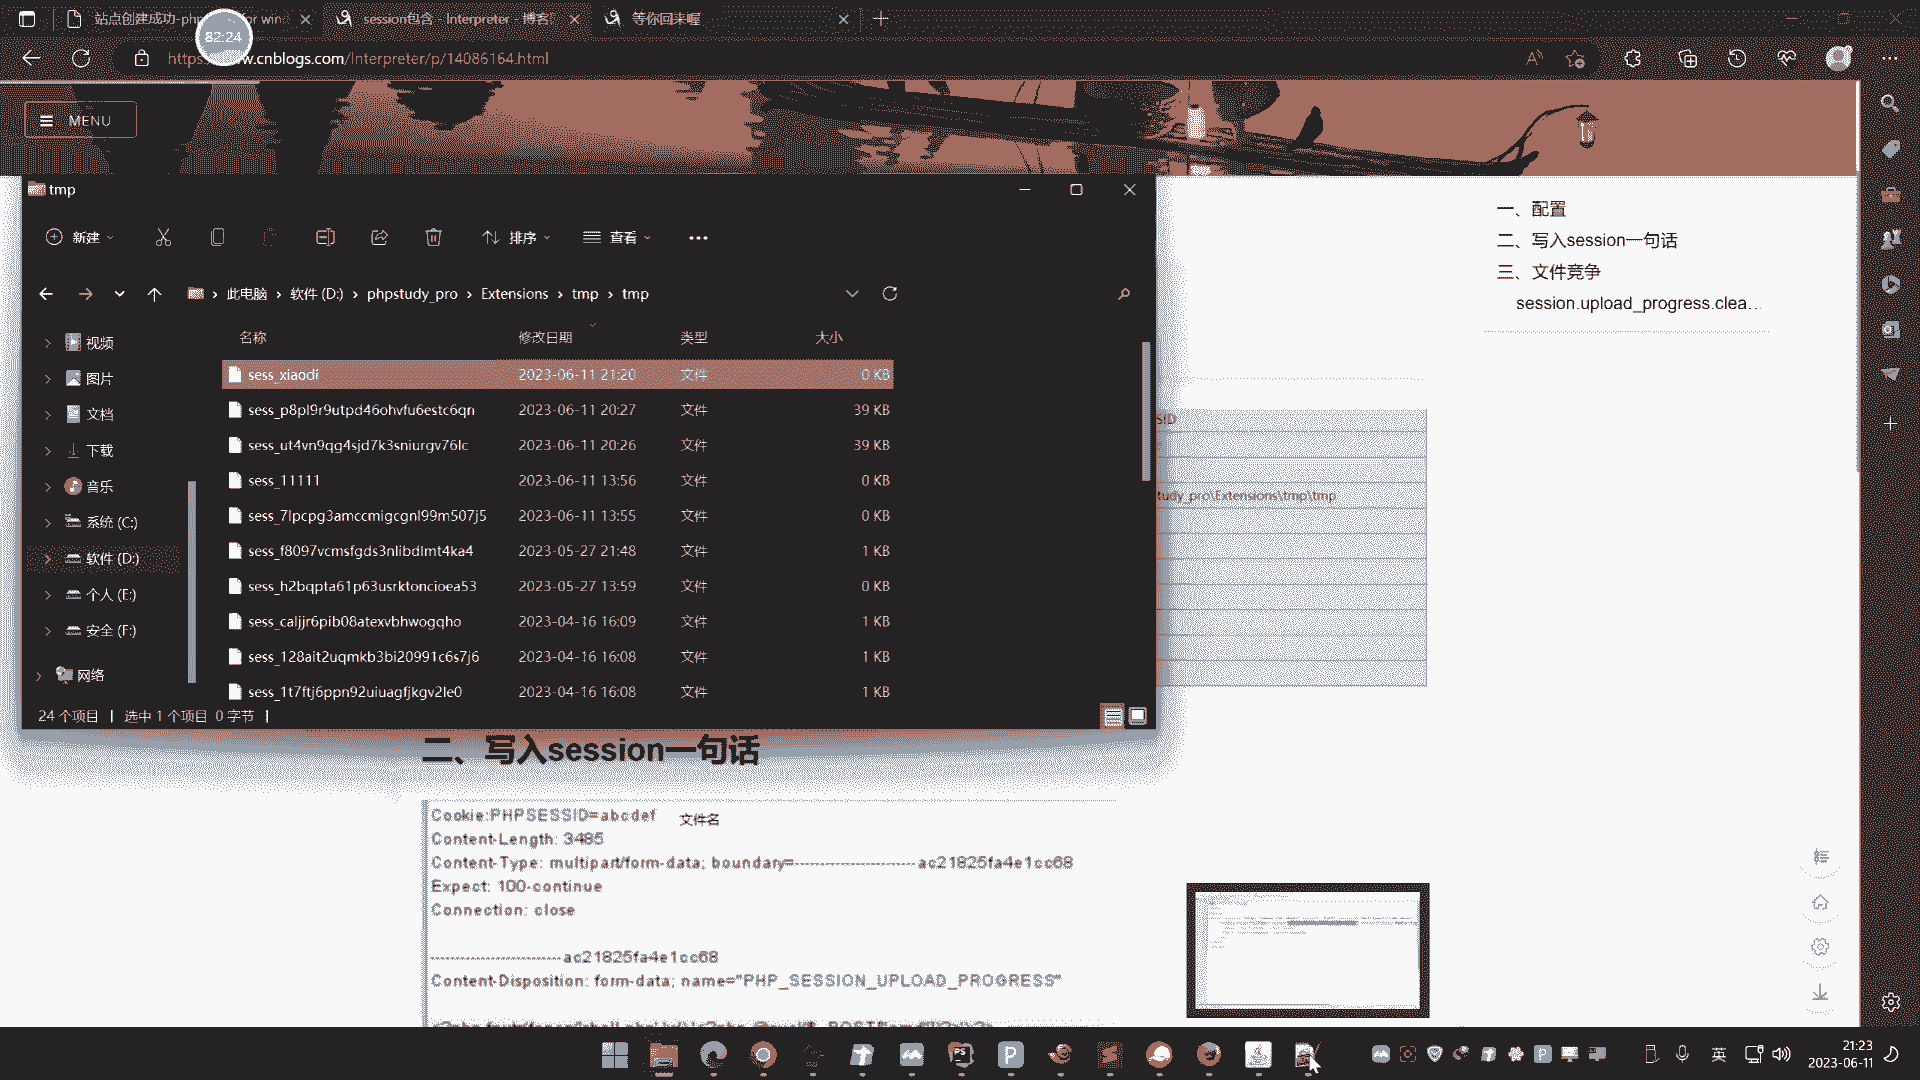 站点创建成功-php for win
session包含 - Interpreter - 博客
等你回来喔
82:24
cnblogs.com/Interpreter/p/14086164.html
MENU
tmp
新建
排序
查看
此电脑 › 软件 (D:) › phpstudy_pro › Extensions › tmp › tmp
名称 修改日期 类型 大小
sess_xiaodi 2023-06-11 21:20 文件 0 KB
sess_p8pl9r9utpd46ohvfu6estc6qn 2023-06-11 20:27 文件 39 KB
sess_ut4vn9qg4sjd7k3sniurgv76lc 2023-06-11 20:26 文件 39 KB
sess_11111 2023-06-11 13:56 文件 0 KB
sess_7lpcpg3amccmigcgnl99m507j5 2023-06-11 13:55 文件 0 KB
sess_f8097vcmsfgds3nlibdlmt4ka4 2023-05-27 21:48 文件 1 KB
sess_h2bqpta61p63usrktoncioea53 2023-05-27 13:59 文件 0 KB
sess_caljjr6pib08atexvbhwogqho 2023-04-16 16:09 文件 1 KB
sess_128ait2uqmkb3bi20991c6s7j6 2023-04-16 16:08 文件 1 KB
sess_1t7ftj6ppn92uiuagfjkgv2le0 2023-04-16 16:08 文件 1 KB
视频
图片
文档
下载
音乐
系统 (C:)
软件 (D:)
个人 (E:)
安全 (F:)
网络
24 个项目 | 选中 1 个项目 0 字节 |
一、配置
二、写入session一句话
三、文件竞争
session.upload_progress.clea...
SID
tudy_pro\Extensions\tmp\tmp
二、写入session一句话
Cookie:PHPSESSID=abcdef 文件名
Content-Length: 3485
Content-Type: multipart/form-data; boundary=------------------------ac21825fa4e1cc68
Expect: 100-continue
Connection: close
--------------------------ac21825fa4e1cc68
Content-Disposition: form-data; name="PHP_SESSION_UPLOAD_PROGRESS"
英
21:23
2023-06-11